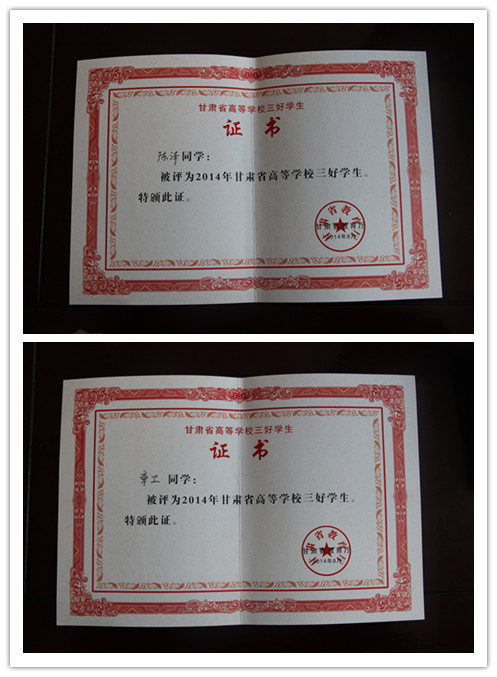 甘肃省高等学校三好学生
证书
陈泽同学：
被评为2014年甘肃省高等学校三好学生。
特颁此证。
甘肃省高等学校三好学生
证书
章卫 同学：
被评为2014年甘肃省高等学校三好学生。
特颁此证。